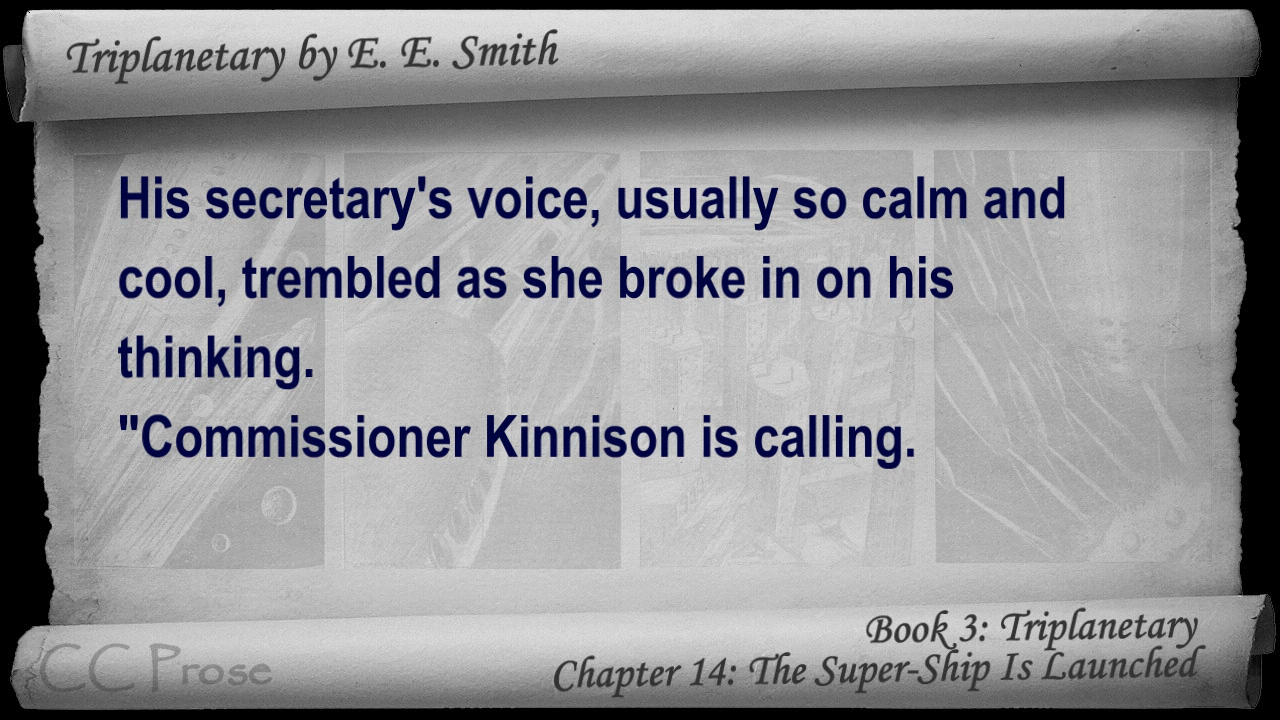 Triplanetary by E. E. Smith
His secretary's voice, usually so calm and
cool, trembled as she broke in on his
thinking.
"Commissioner Kinnison is calling.
Book 3: Triplanetary
Chapter 14: The Super-Ship Is Launched
CC Prose